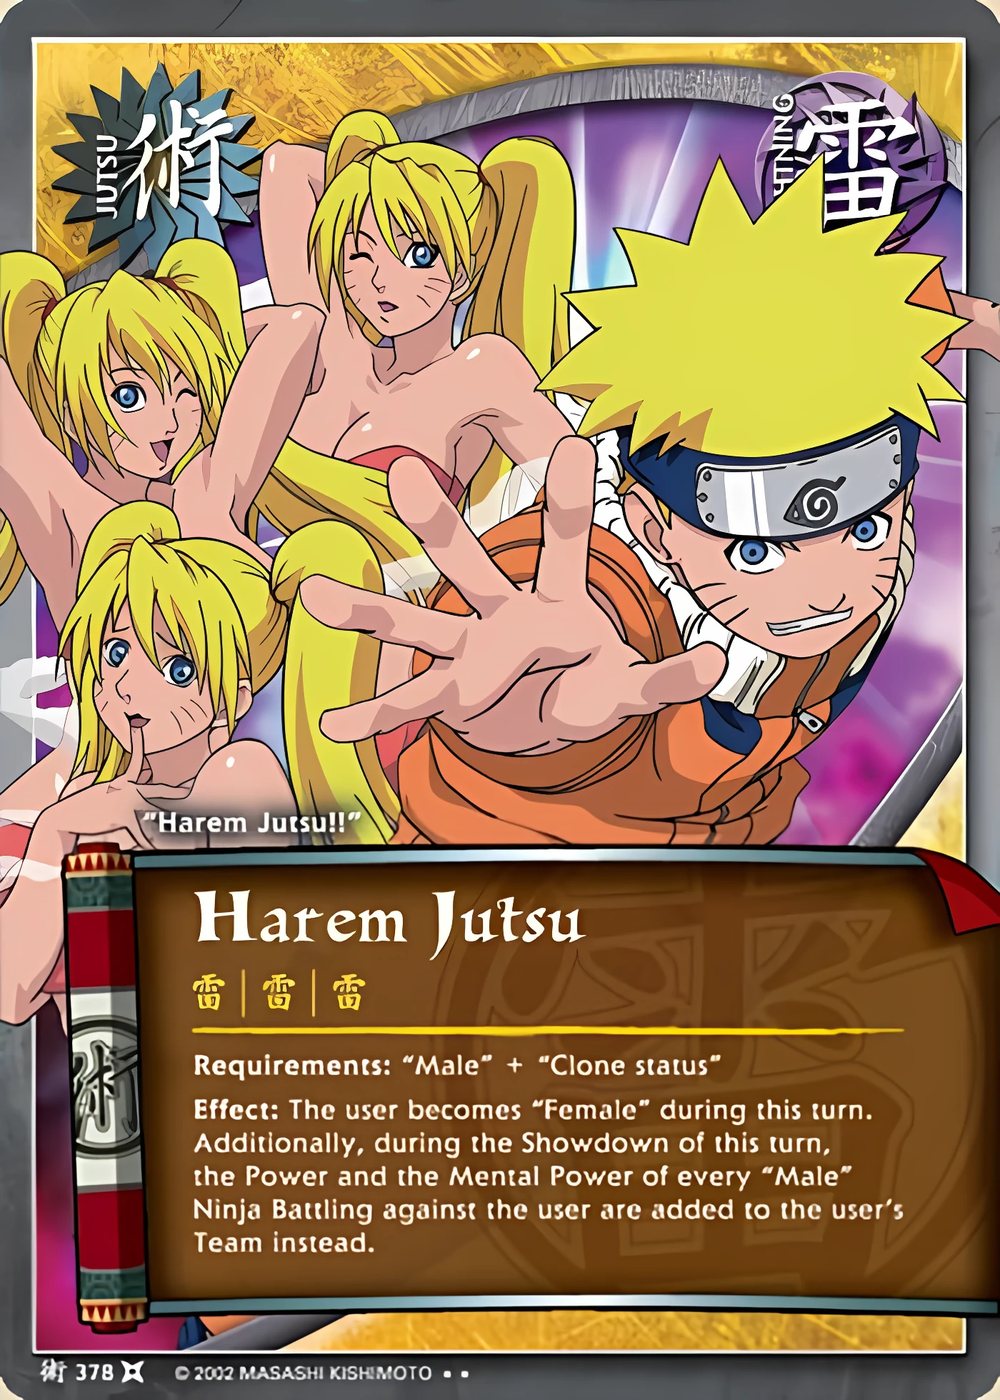 JUTSU
術
雷
"Harem Jutsu!!"
Harem Jutsu
雷 | 雷 | 雷
Requirements: "Male" + "Clone status"
Effect: The user becomes "Female" during this turn.
Additionally, during the Showdown of this turn,
the Power and the Mental Power of every "Male"
Ninja Battling against the user are added to the user's
Team instead.
術
術 378
© 2002 MASASHI KISHIMOTO